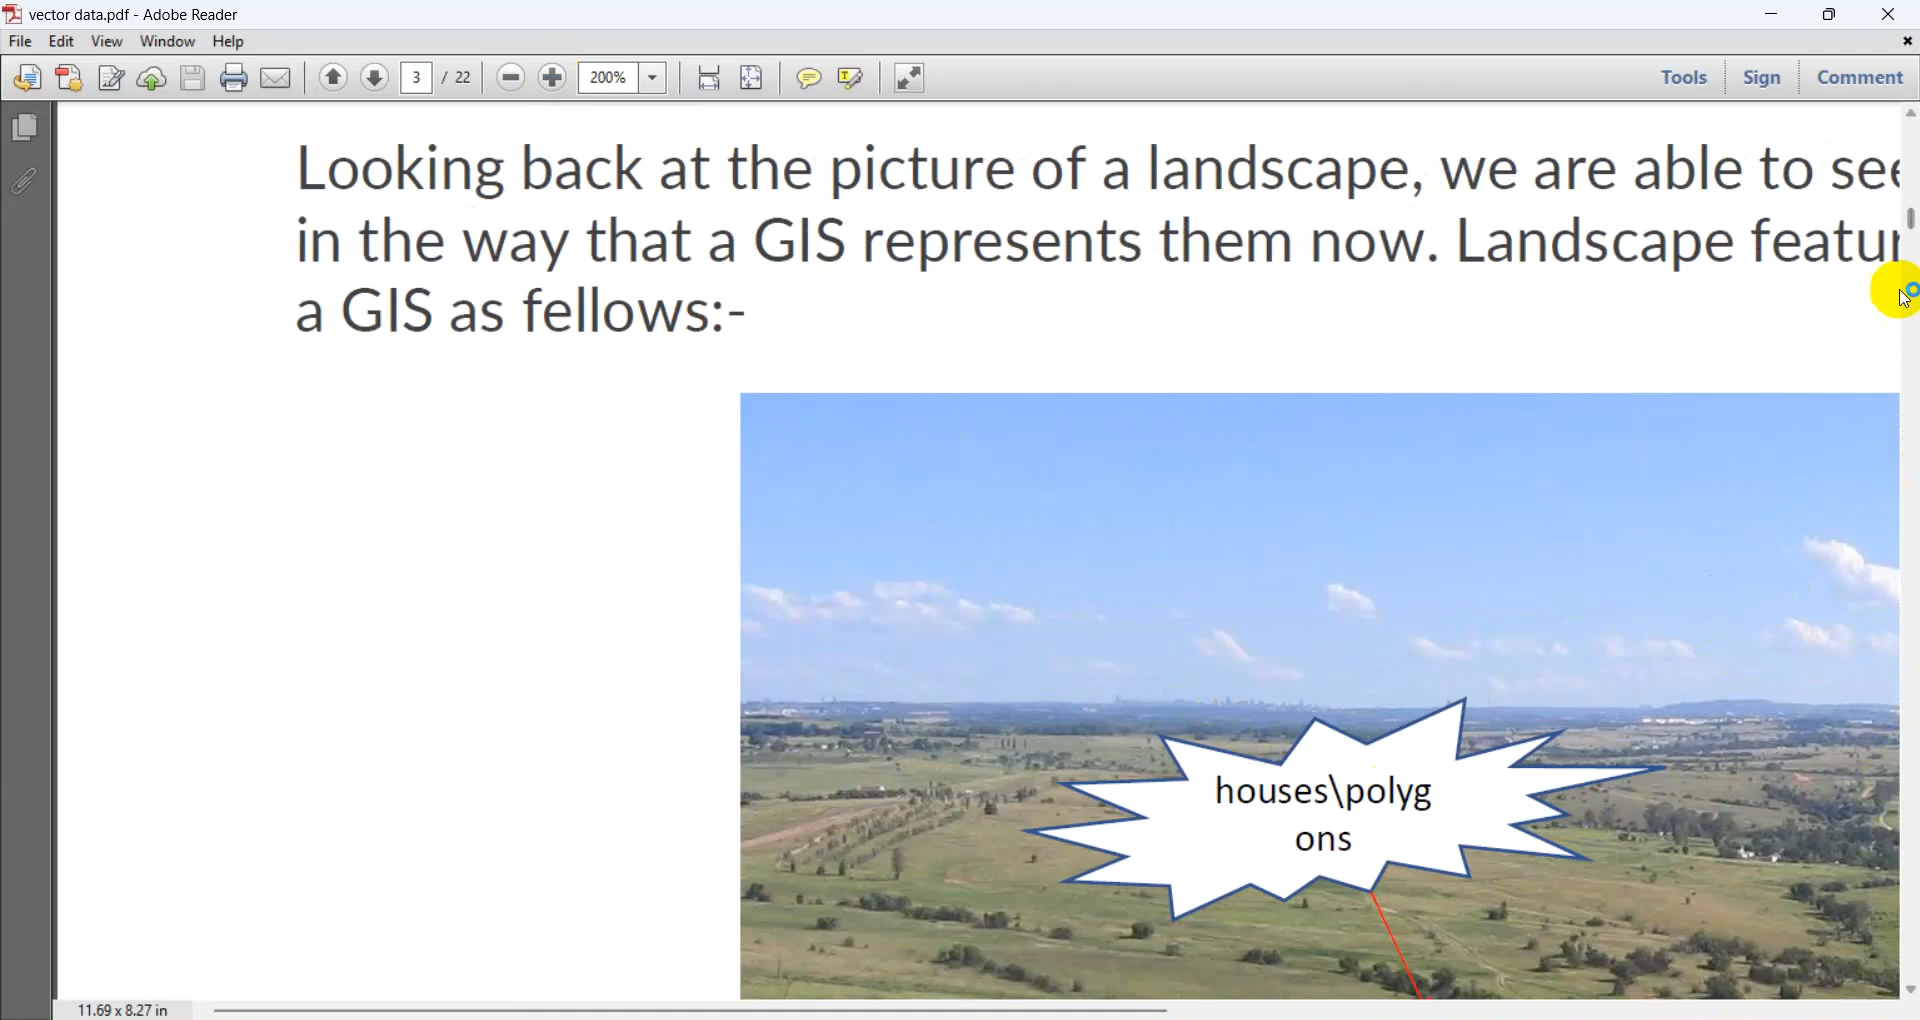 vector data.pdf - Adobe Reader
File Edit View Window Help
3 / 22 200% Tools Sign Comment
Looking back at the picture of a landscape, we are able to see
in the way that a GIS represents them now. Landscape featur
a GIS as fellows:-
houses\polyg
ons
11.69 x 8.27 in